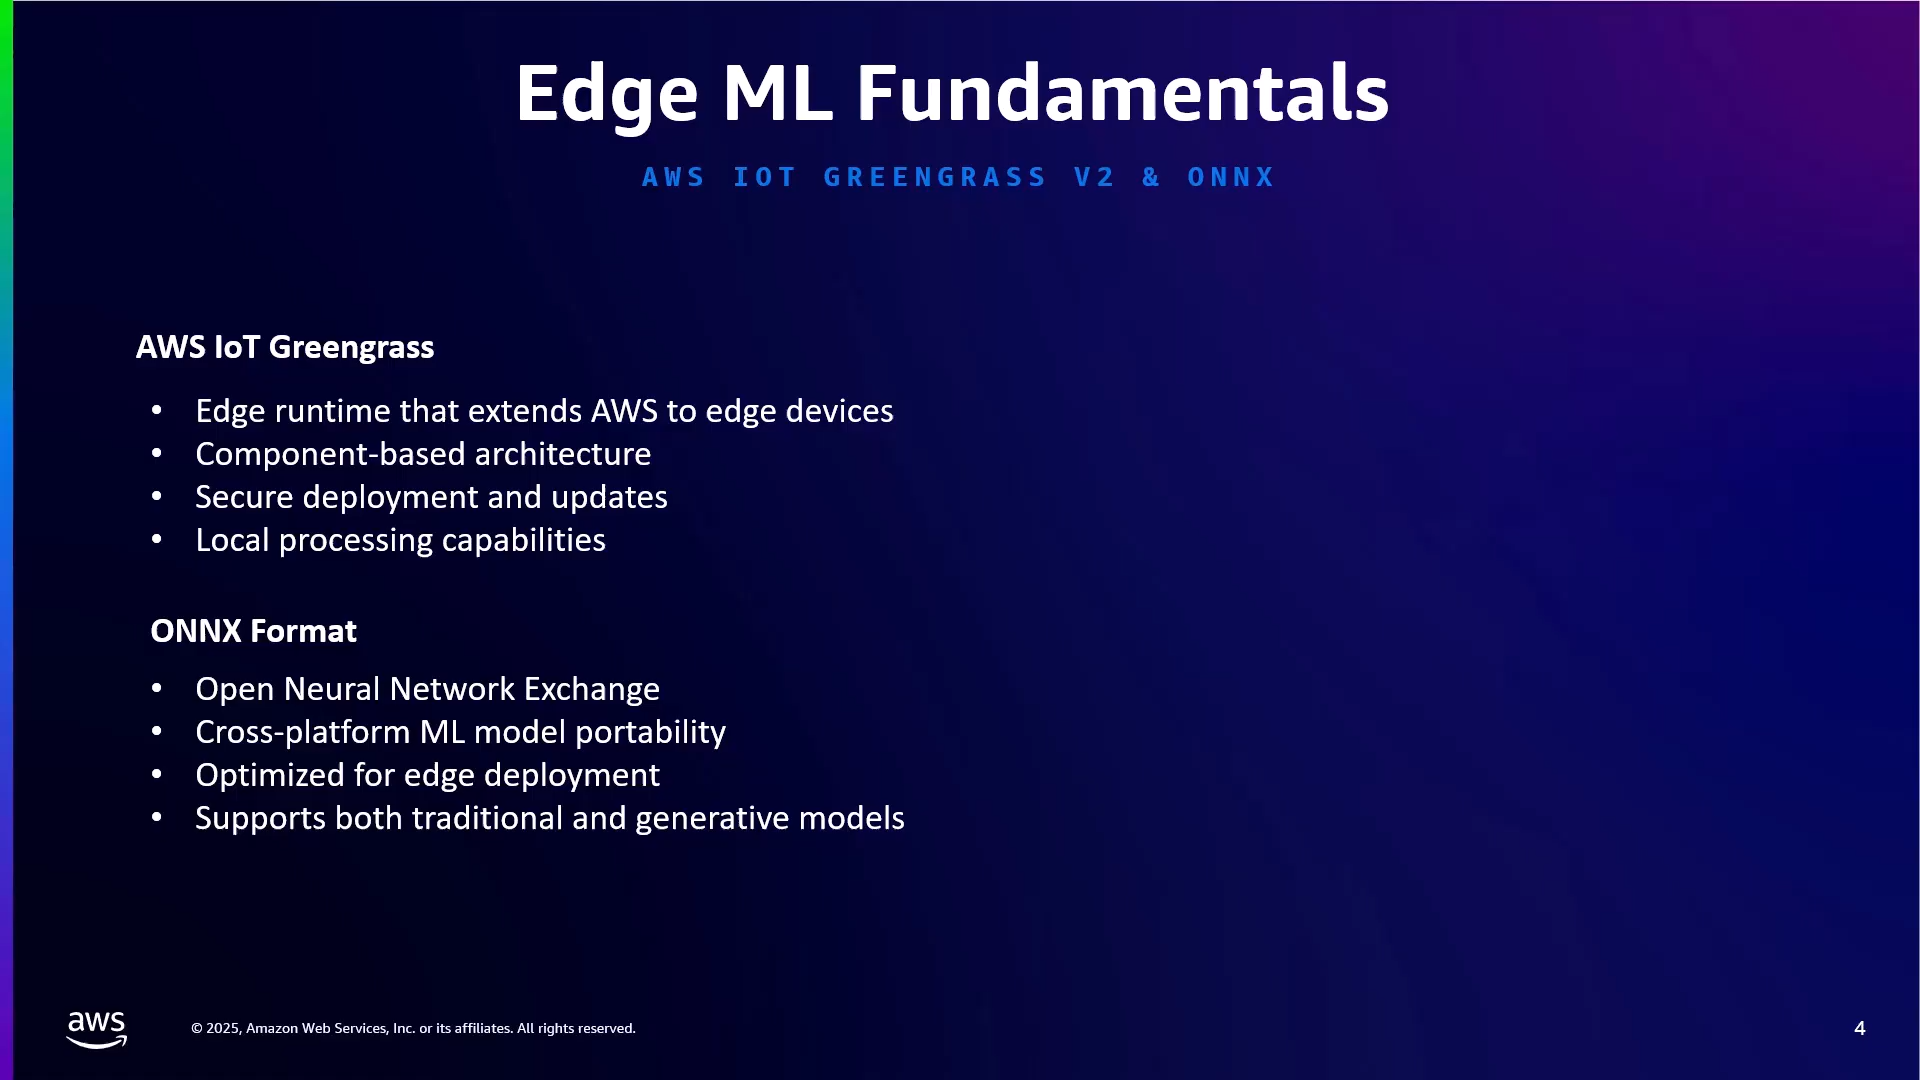 Edge ML Fundamentals
AWS IOT GREENGRASS V2 & ONNX
AWS IoT Greengrass
• Edge runtime that extends AWS to edge devices
• Component-based architecture
• Secure deployment and updates
• Local processing capabilities
ONNX Format
• Open Neural Network Exchange
• Cross-platform ML model portability
• Optimized for edge deployment
• Supports both traditional and generative models
aws
© 2025, Amazon Web Services, Inc. or its affiliates. All rights reserved.
4